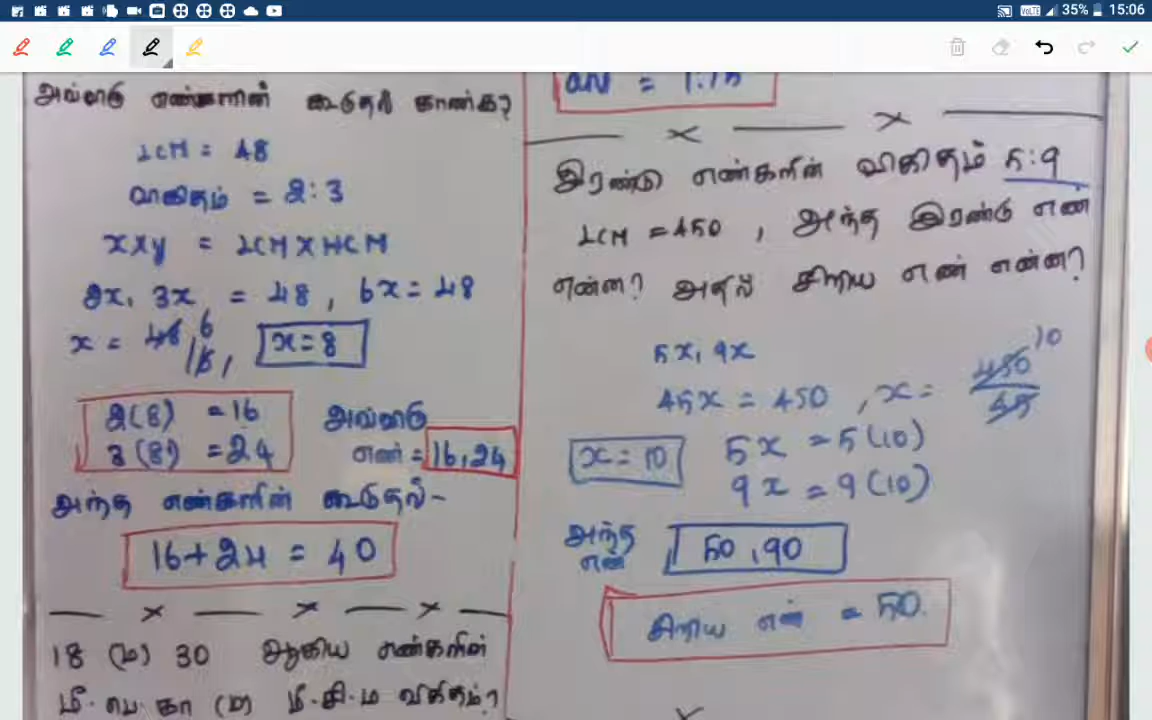 35% 15:06
அவ்விரு எண்களின் கூடுதல் காண்க?
LCM = 48
விகிதம் = 2:3
x×y = LCM × HCM
2x, 3x = 48, 6x = 48
x = 48/6 ,
x = 8
2(8) = 16
3(8) = 24
அவ்விரு
எண் = 16,24
அந்த எண்களின் கூடுதல் -
16+24 = 40
18 (ம) 30 ஆகிய எண்களின்
மீ.பெ.கா (ம) மீ.சி.ம விகிதம்?
இரண்டு எண்களின் விகிதம் 5:9
LCM = 450 , அந்த இரண்டு எண்
என்ன? அதில் சிறிய எண் என்ன?
5x, 9x
45x = 450 , x = 450/45 10
x = 10
5x = 5(10)
9x = 9(10)
அந்த
எண்
50,90
சிறிய எண் = 50.